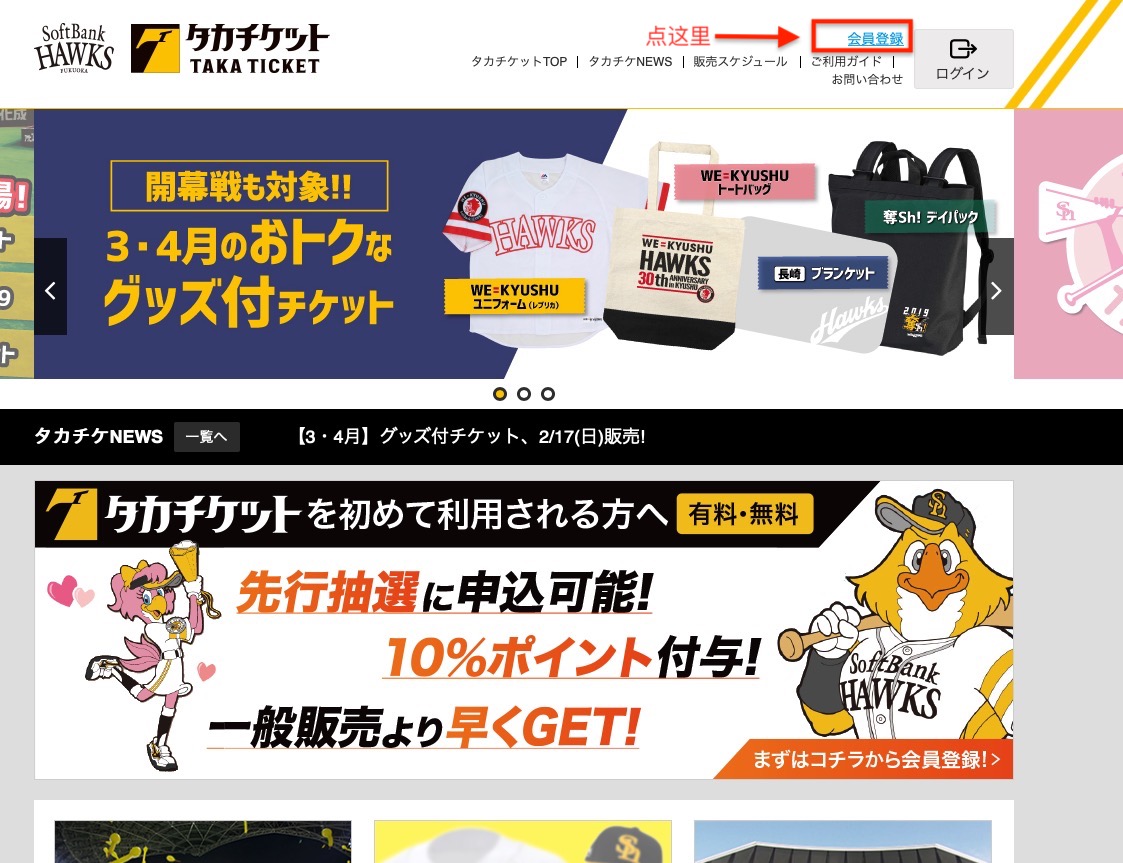 SoftBank
HAWKS
FUKUOKA
タカチケット
TAKA TICKET
点这里
会員登録
タカチケットTOP
タカチケNEWS
販売スケジュール
ご利用ガイド
お問い合わせ
ログイン
化成
場!
ト
9
ット
開幕戦も対象!!
3・4月のおトクな
グッズ付チケット
HAWKS
WE=KYUSHU
ユニフォーム(レプリカ)
WE=KYUSHU
トートバッグ
WE=KYUSHU
HAWKS
30th ANNIVERSARY
in KYUSHU
長崎 ブランケット
Hawks
奪Sh! デイパック
2019
奪Sh!
タカチケNEWS
一覧へ
【3・4月】グッズ付チケット、2/17(日)販売!
タカチケットを初めて利用される方へ 有料・無料
先行抽選に申込可能!
10%ポイント付与!
一般販売より早くGET!
SoftBank
HAWKS
まずはコチラから会員登録! >